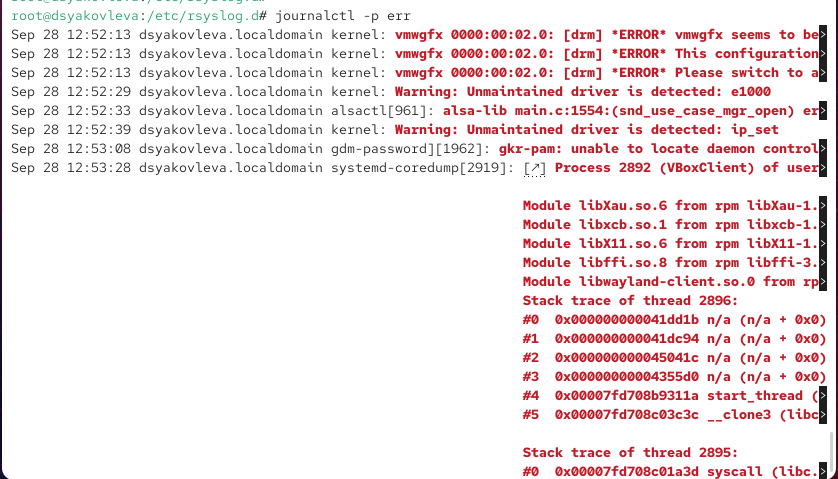 root@dsyakovleva:/etc/rsyslog.d#
root@dsyakovleva:/etc/rsyslog.d# journalctl -p err
Sep 28 12:52:13 dsyakovleva.localdomain kernel: vmwgfx 0000:00:02.0: [drm] *ERROR* vmwgfx seems to be>
Sep 28 12:52:13 dsyakovleva.localdomain kernel: vmwgfx 0000:00:02.0: [drm] *ERROR* This configuration>
Sep 28 12:52:13 dsyakovleva.localdomain kernel: vmwgfx 0000:00:02.0: [drm] *ERROR* Please switch to a>
Sep 28 12:52:29 dsyakovleva.localdomain kernel: Warning: Unmaintained driver is detected: e1000
Sep 28 12:52:33 dsyakovleva.localdomain alsactl[961]: alsa-lib main.c:1554:(snd_use_case_mgr_open) er>
Sep 28 12:52:39 dsyakovleva.localdomain kernel: Warning: Unmaintained driver is detected: ip_set
Sep 28 12:53:08 dsyakovleva.localdomain gdm-password][1962]: gkr-pam: unable to locate daemon control>
Sep 28 12:53:28 dsyakovleva.localdomain systemd-coredump[2919]: [↗] Process 2892 (VBoxClient) of user>
Module libXau.so.6 from rpm libXau-1.>
Module libxcb.so.1 from rpm libxcb-1.>
Module libX11.so.6 from rpm libX11-1.>
Module libffi.so.8 from rpm libffi-3.>
Module libwayland-client.so.0 from rp>
Stack trace of thread 2896:
#0  0x000000000041dd1b n/a (n/a + 0x0)
#1  0x000000000041dc94 n/a (n/a + 0x0)
#2  0x000000000045041c n/a (n/a + 0x0)
#3  0x00000000004355d0 n/a (n/a + 0x0)
#4  0x00007fd708b9311a start_thread (>
#5  0x00007fd708c03c3c __clone3 (libc>
Stack trace of thread 2895:
#0  0x00007fd708c01a3d syscall (libc.>